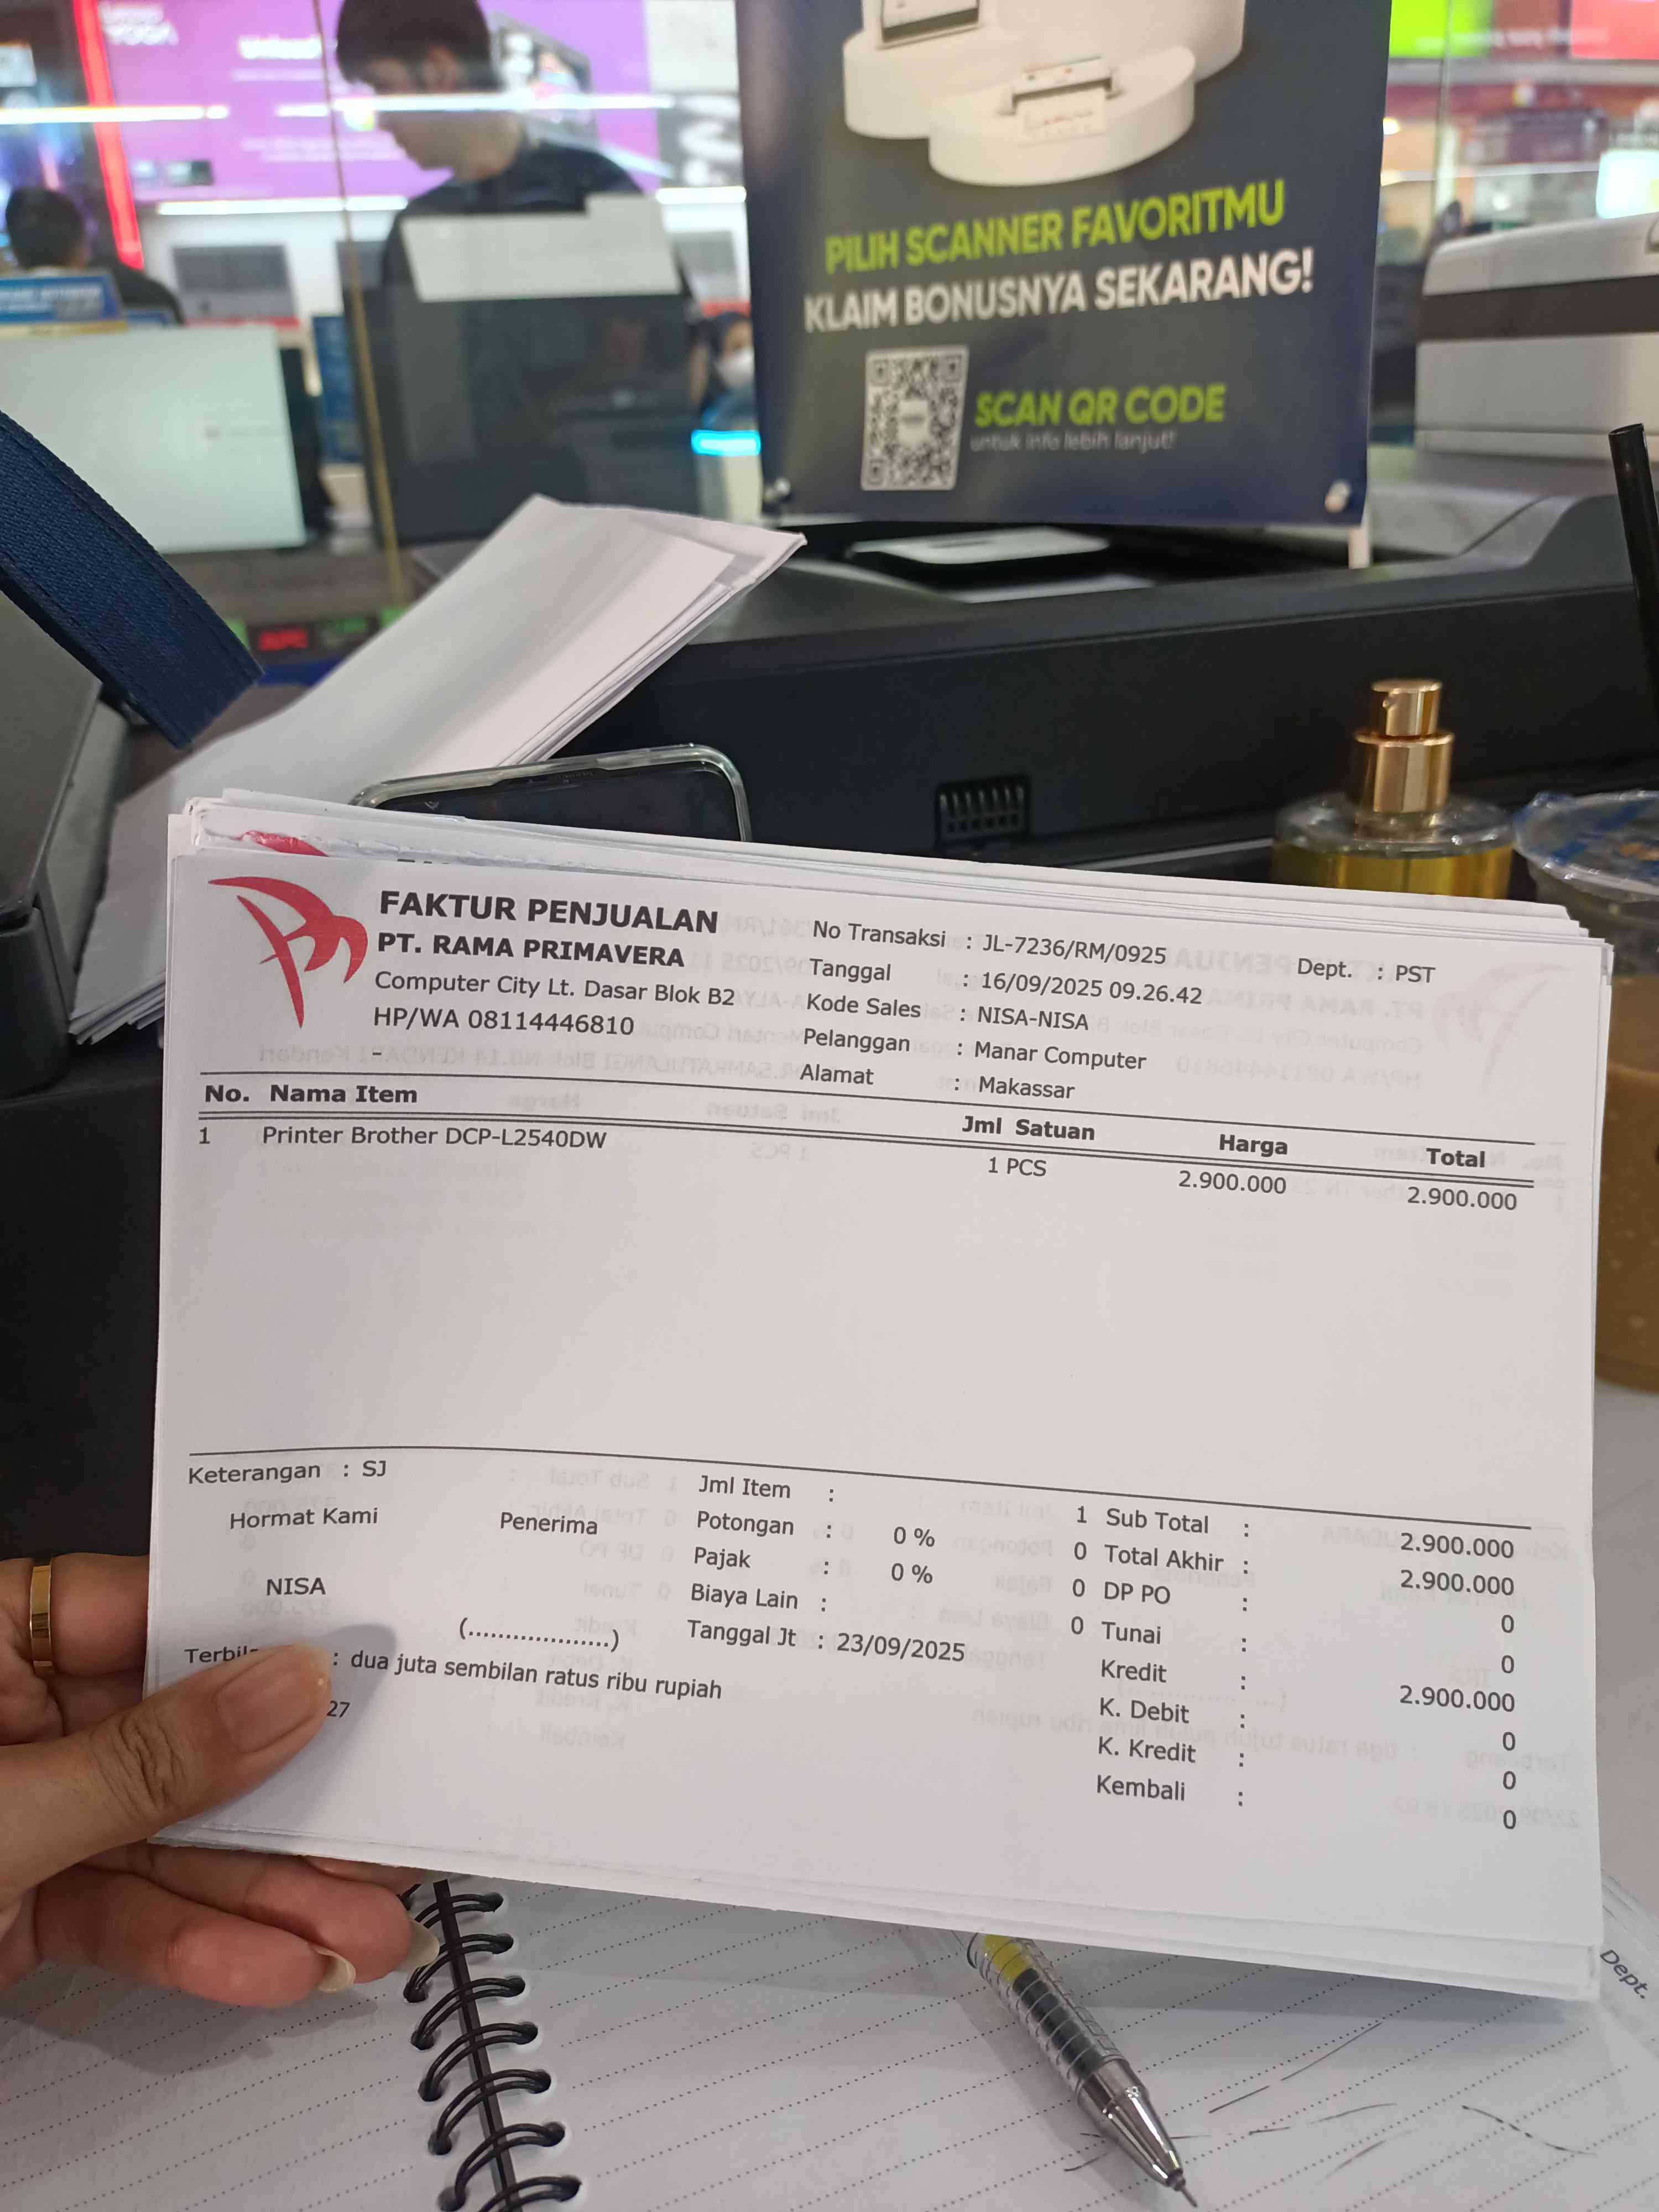 PILIH SCANNER FAVORITMU
KLAIM BONUSNYA SEKARANG!
SCAN QR CODE
untuk info lebih lanjut!
FAKTUR PENJUALAN
PT. RAMA PRIMAVERA
Computer City Lt. Dasar Blok B2
HP/WA 08114446810
-
No Transaksi : JL-7236/RM/0925
Dept. : PST
Tanggal : 16/09/2025 09.26.42
Kode Sales : NISA-NISA
Pelanggan : Manar Computer
Alamat : Makassar
No. Nama Item Jml Satuan Harga Total
1 Printer Brother DCP-L2540DW 1 PCS 2.900.000 2.900.000
Keterangan : SJ
Hormat Kami Penerima
NISA
(...................)
Jml Item : 1
Potongan : 0 % 0
Pajak : 0 % 0
Biaya Lain : 0
Tanggal Jt : 23/09/2025
Sub Total : 2.900.000
Total Akhir : 2.900.000
DP PO : 0
Tunai : 0
Kredit : 2.900.000
K. Debit : 0
K. Kredit : 0
Kembali : 0
: dua juta sembilan ratus ribu rupiah
27
Dept.